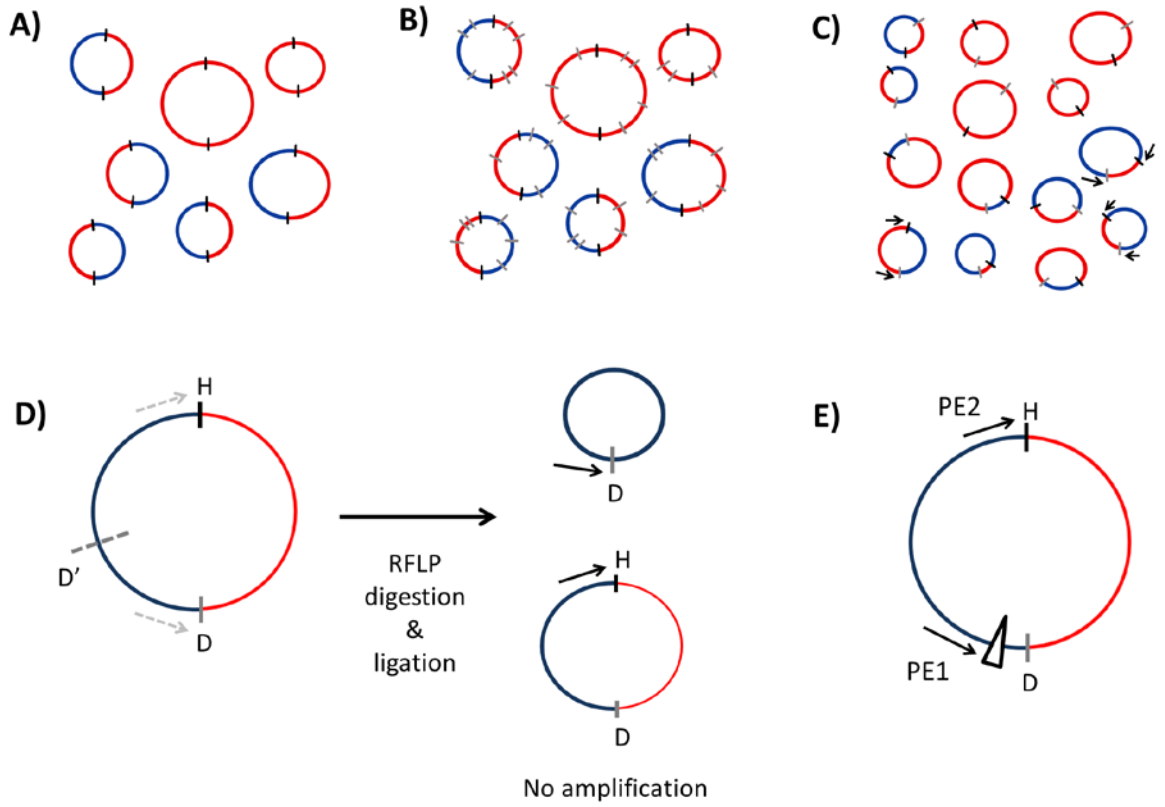 A)
B)
C)
D)
H
D'
D
RFLP
digestion
&
ligation
D
H
D
No amplification
E)
PE2
H
PE1
D